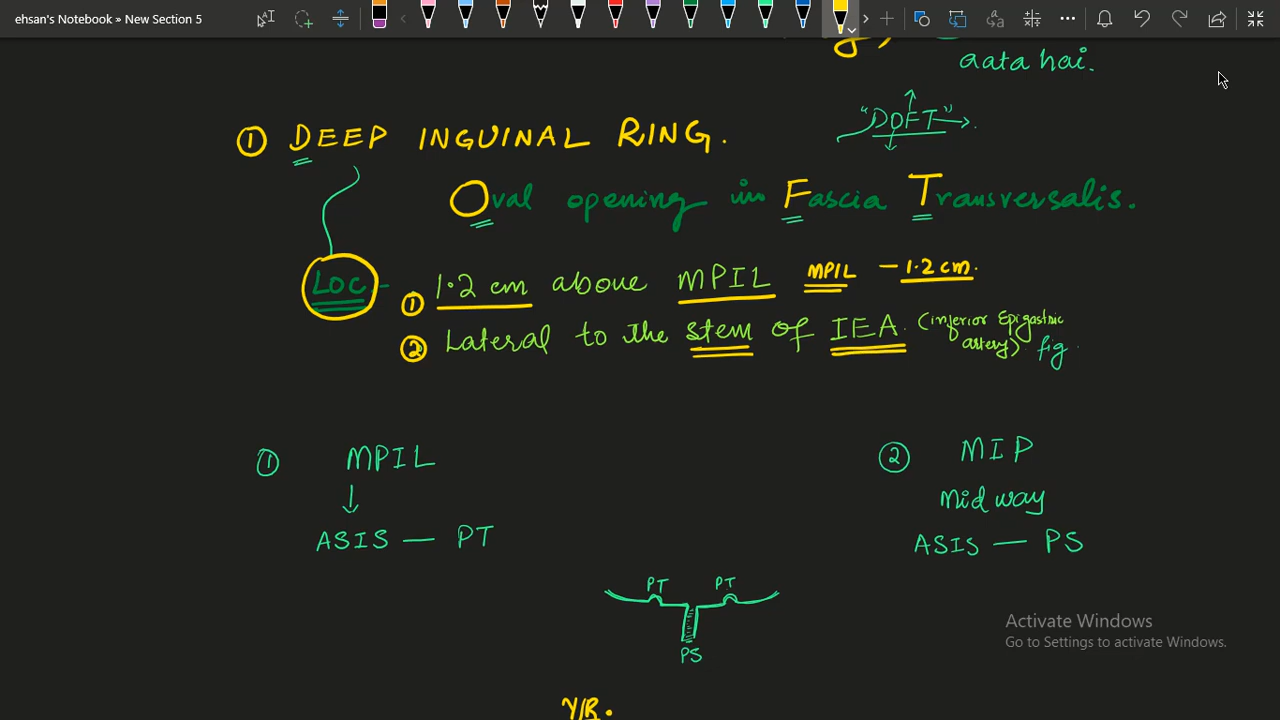 ehsan's Notebook » New Section 5
aata hai.
"DOFT"
① DEEP INGUINAL RING.
Oval opening in Fascia Transversalis.
LOC - ① 1.2 cm above MPIL MPIL - 1.2 cm.
② Lateral to the stem of IEA. (inferior Epigastric artery) fig.
① MPIL
↓
ASIS — PT
② MIP
Midway
ASIS — PS
PT PT
PS
Activate Windows
Go to Settings to activate Windows.
Y/R.